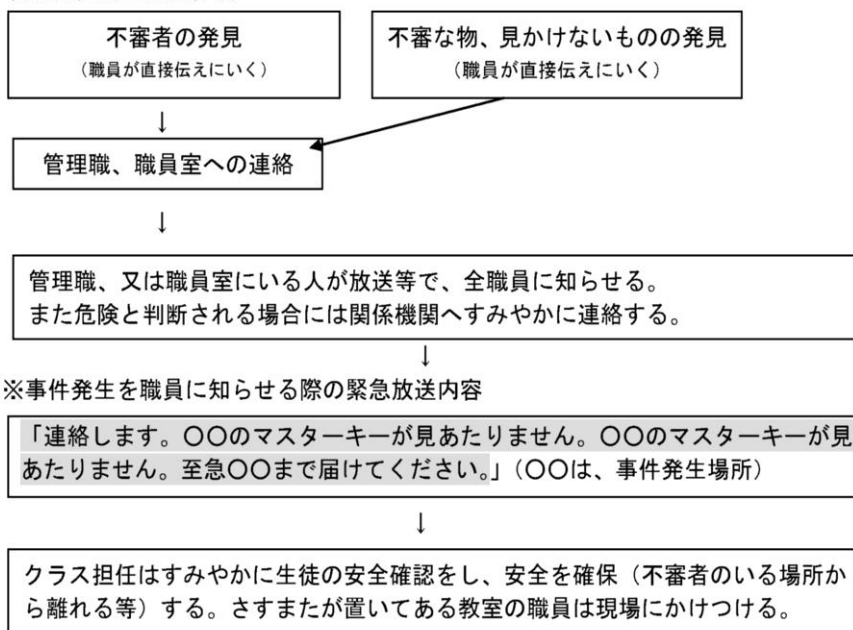 不審者の発見
(職員が直接伝えにいく)
不審な物、見かけないものの発見
(職員が直接伝えにいく)
↓
管理職、職員室への連絡
↓
管理職、又は職員室にいる人が放送等で、全職員に知らせる。
また危険と判断される場合には関係機関へすみやかに連絡する。
↓
※事件発生を職員に知らせる際の緊急放送内容
「連絡します。〇〇のマスターキーが見あたりません。〇〇のマスターキーが見
あたりません。至急〇〇まで届けてください。」(〇〇は、事件発生場所)
↓
クラス担任はすみやかに生徒の安全確認をし、安全を確保(不審者のいる場所か
ら離れる等)する。さすまたが置いてある教室の職員は現場にかけつける。